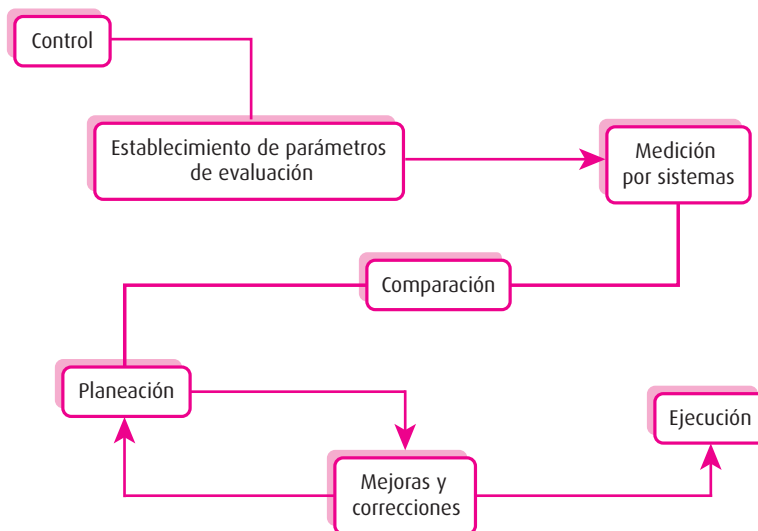 Control
Establecimiento de parámetros
de evaluación
Medición
por sistemas
Comparación
Planeación
Ejecución
Mejoras y
correcciones